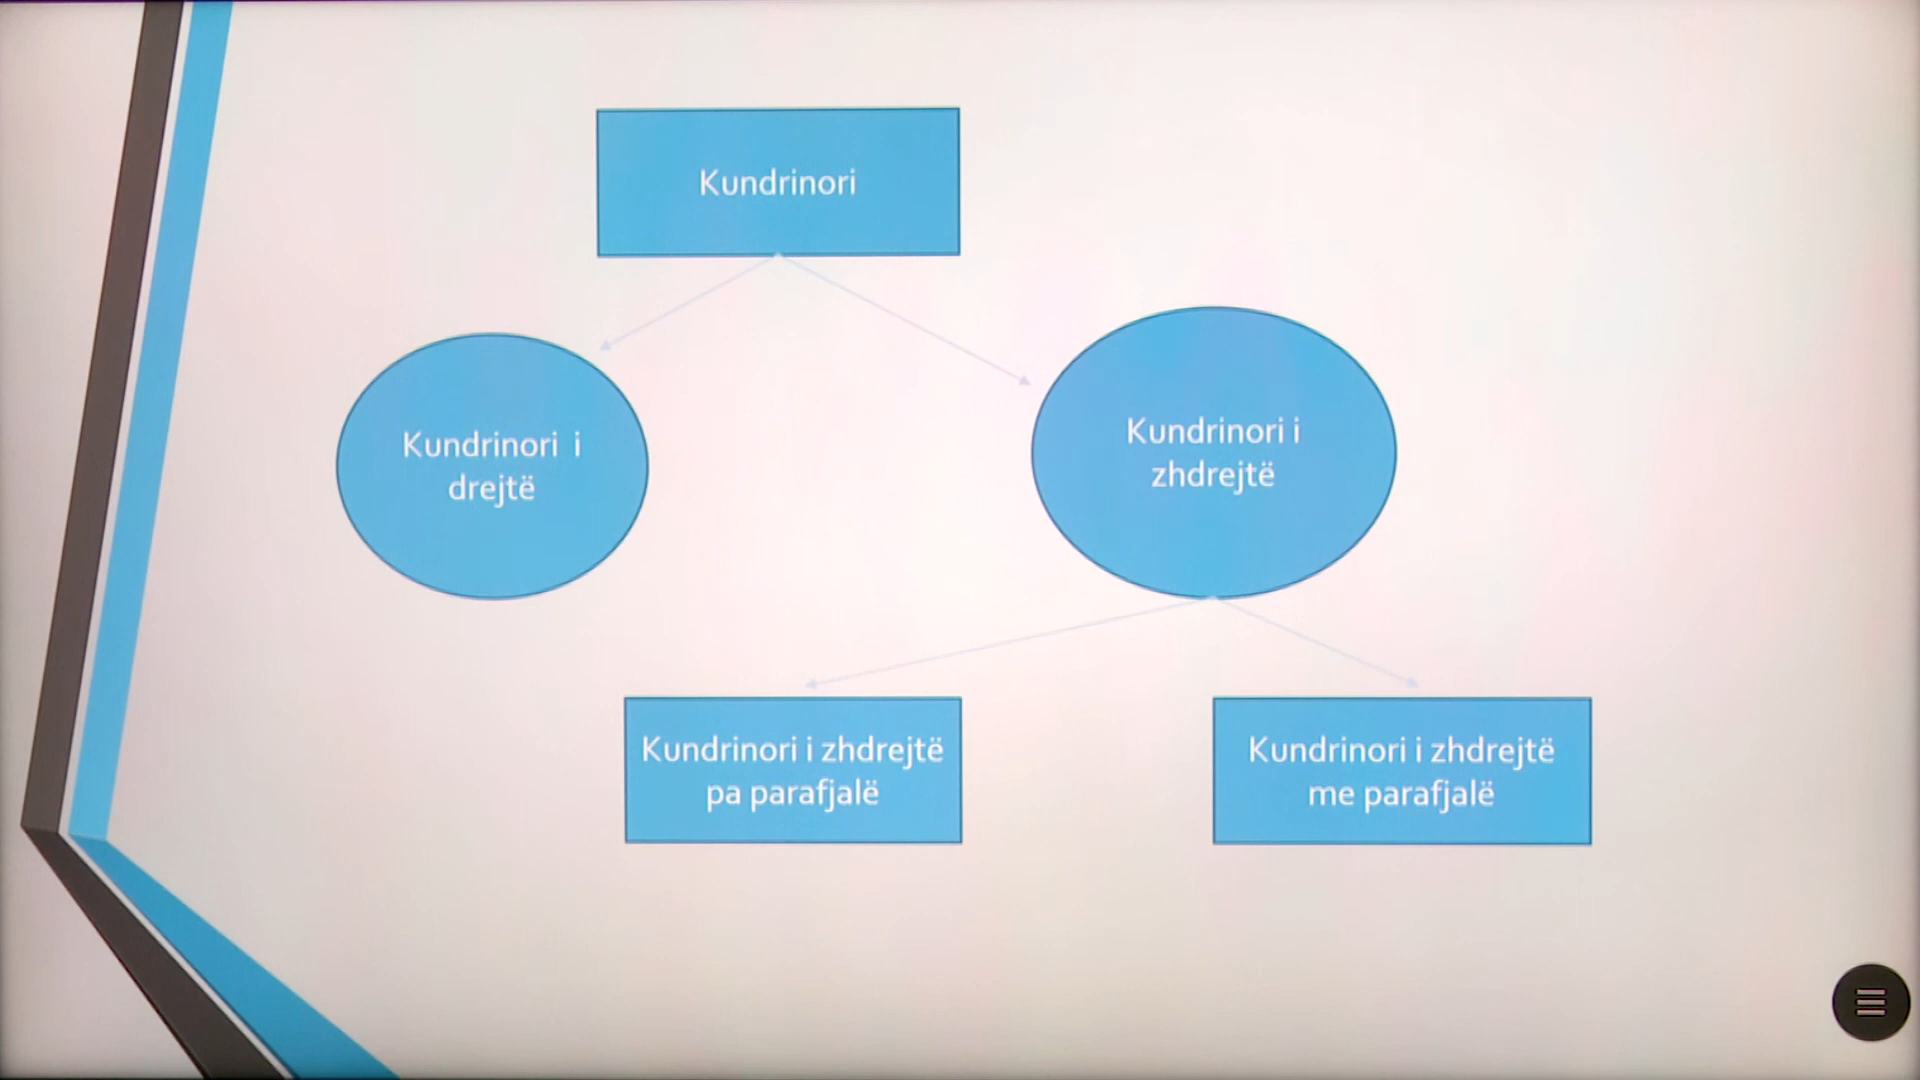 Kundrinori
Kundrinori i
drejtë
Kundrinori i
zhdrejtë
Kundrinori i zhdrejtë
pa parafjalë
Kundrinori i zhdrejtë
me parafjalë